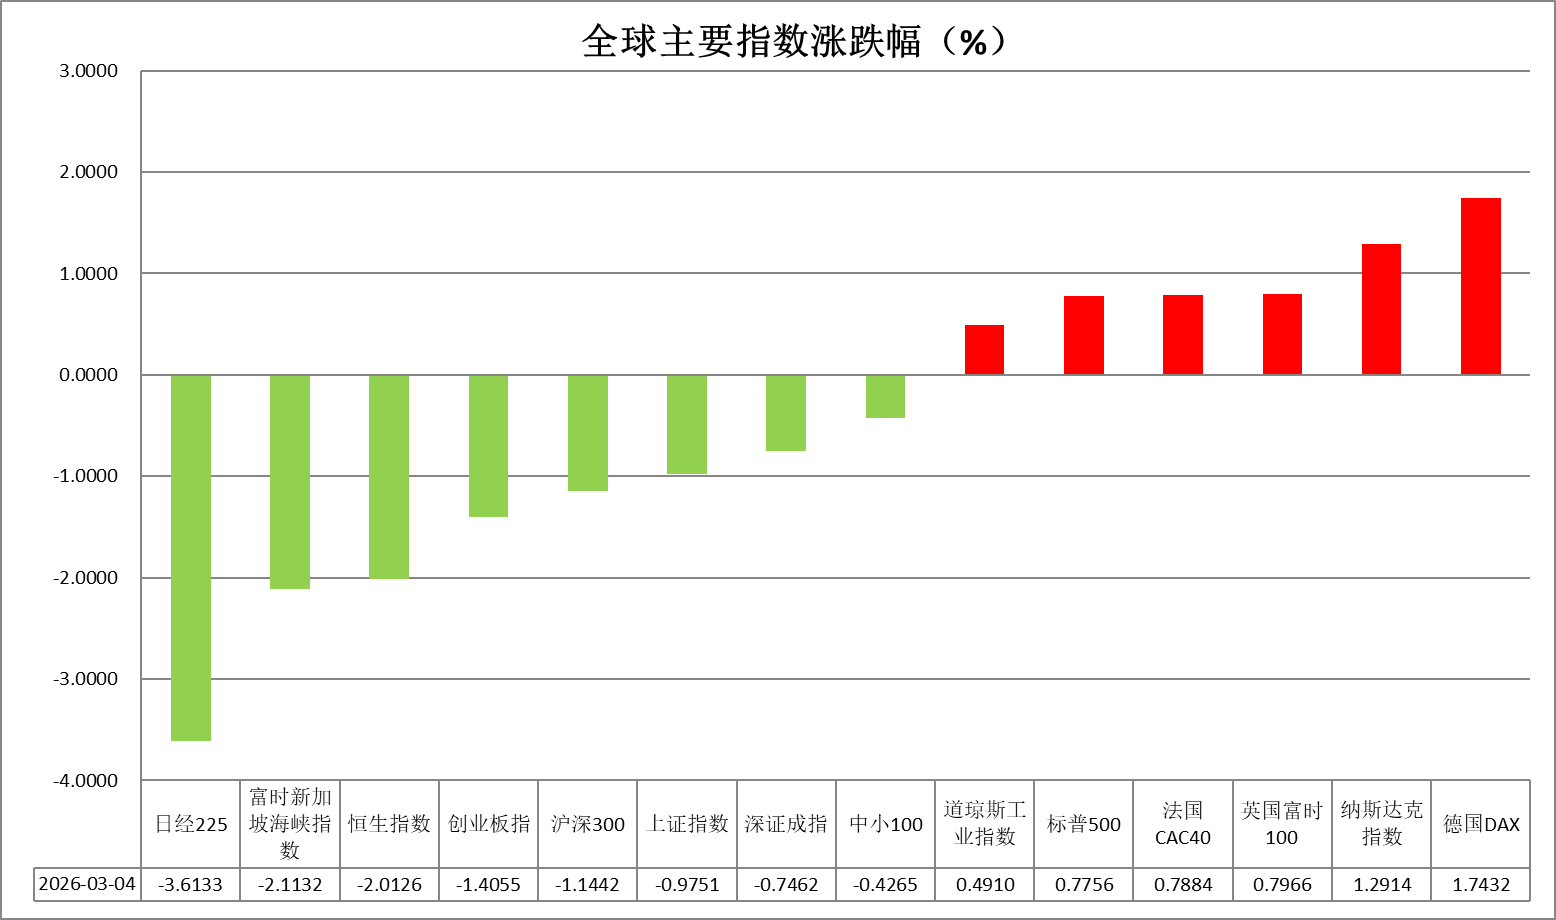 全球主要指数涨跌幅（%）
3.0000
2.0000
1.0000
0.0000
-1.0000
-2.0000
-3.0000
-4.0000
日经225
富时新加
坡海峡指
数
恒生指数
创业板指
沪深300
上证指数
深证成指
中小100
道琼斯工
业指数
标普500
法国
CAC40
英国富时
100
纳斯达克
指数
德国DAX
2026-03-04 -3.6133 -2.1132 -2.0126 -1.4055 -1.1442 -0.9751 -0.7462 -0.4265 0.4910 0.7756 0.7884 0.7966 1.2914 1.7432